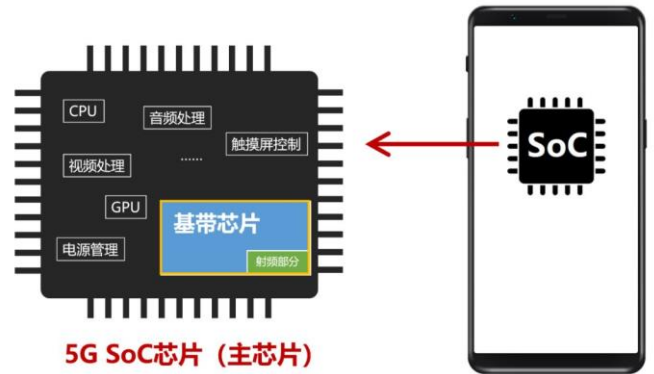 CPU
音频处理
触摸屏控制
视频处理
......
GPU
基带芯片
电源管理
射频部分
5G SoC芯片（主芯片）
SoC